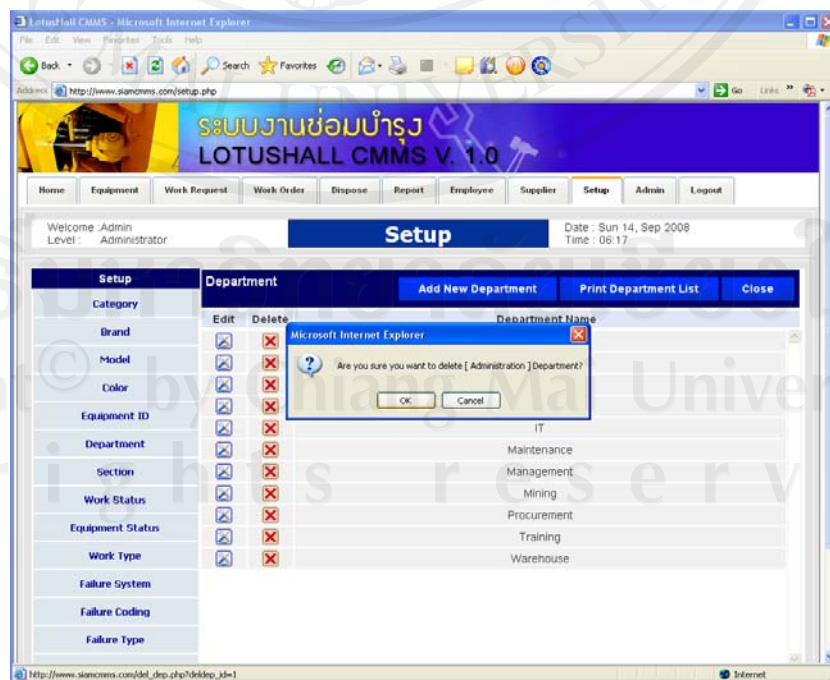 LotusHall CMMS - Microsoft Internet Explorer
File Edit View Favorites Tools Help
Back Search Favorites
Address http://www.siamcmms.com/setup.php Go Links
ระบบงานซ่อมบำรุง
LOTUSHALL CMMS V. 1.0
Home Equipment Work Request Work Order Dispose Report Employee Supplier Setup Admin Logout
Welcome :Admin
Level : Administrator
Setup
Date : Sun 14, Sep 2008
Time : 06:17
Setup
Category
Brand
Model
Color
Equipment ID
Department
Section
Work Status
Equipment Status
Work Type
Failure System
Failure Coding
Failure Type
Department Add New Department Print Department List Close
Edit Delete Department Name
Microsoft Internet Explorer
Are you sure you want to delete [ Administration ]Department?
OK Cancel
IT
Maintenance
Management
Mining
Procurement
Training
Warehouse
http://www.siamcmms.com/del_dep.php?deldep_id=1 Internet
by Chiang Mai Univer
rights reserv